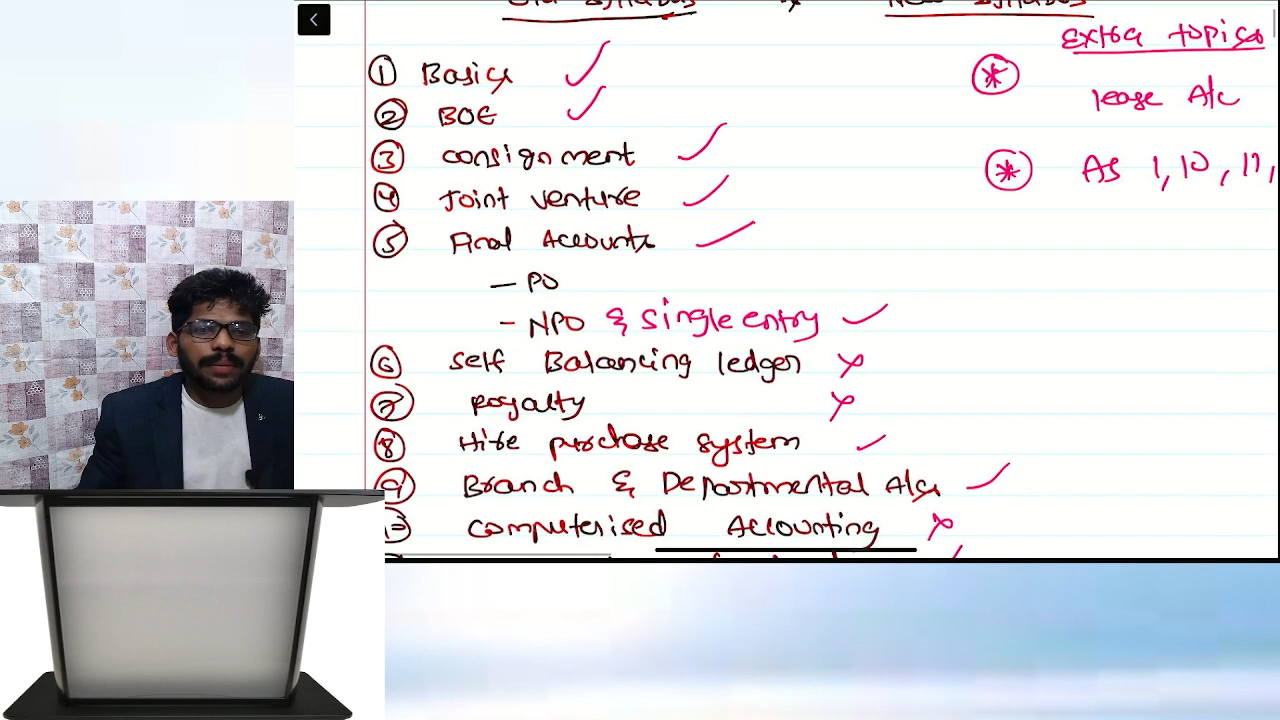 Extra topics
① Basics
② BOE
③ consignment
④ Joint venture
⑤ Final Accounts
— PO
- NPO & single entry
⑥ Self Balancing ledger
⑦ Royalty
⑧ Hire purchase system
⑨ Branch & Departmental A/cs
⑩ Computerised Accounting
* lease A/c
* AS 1, 10, 11,